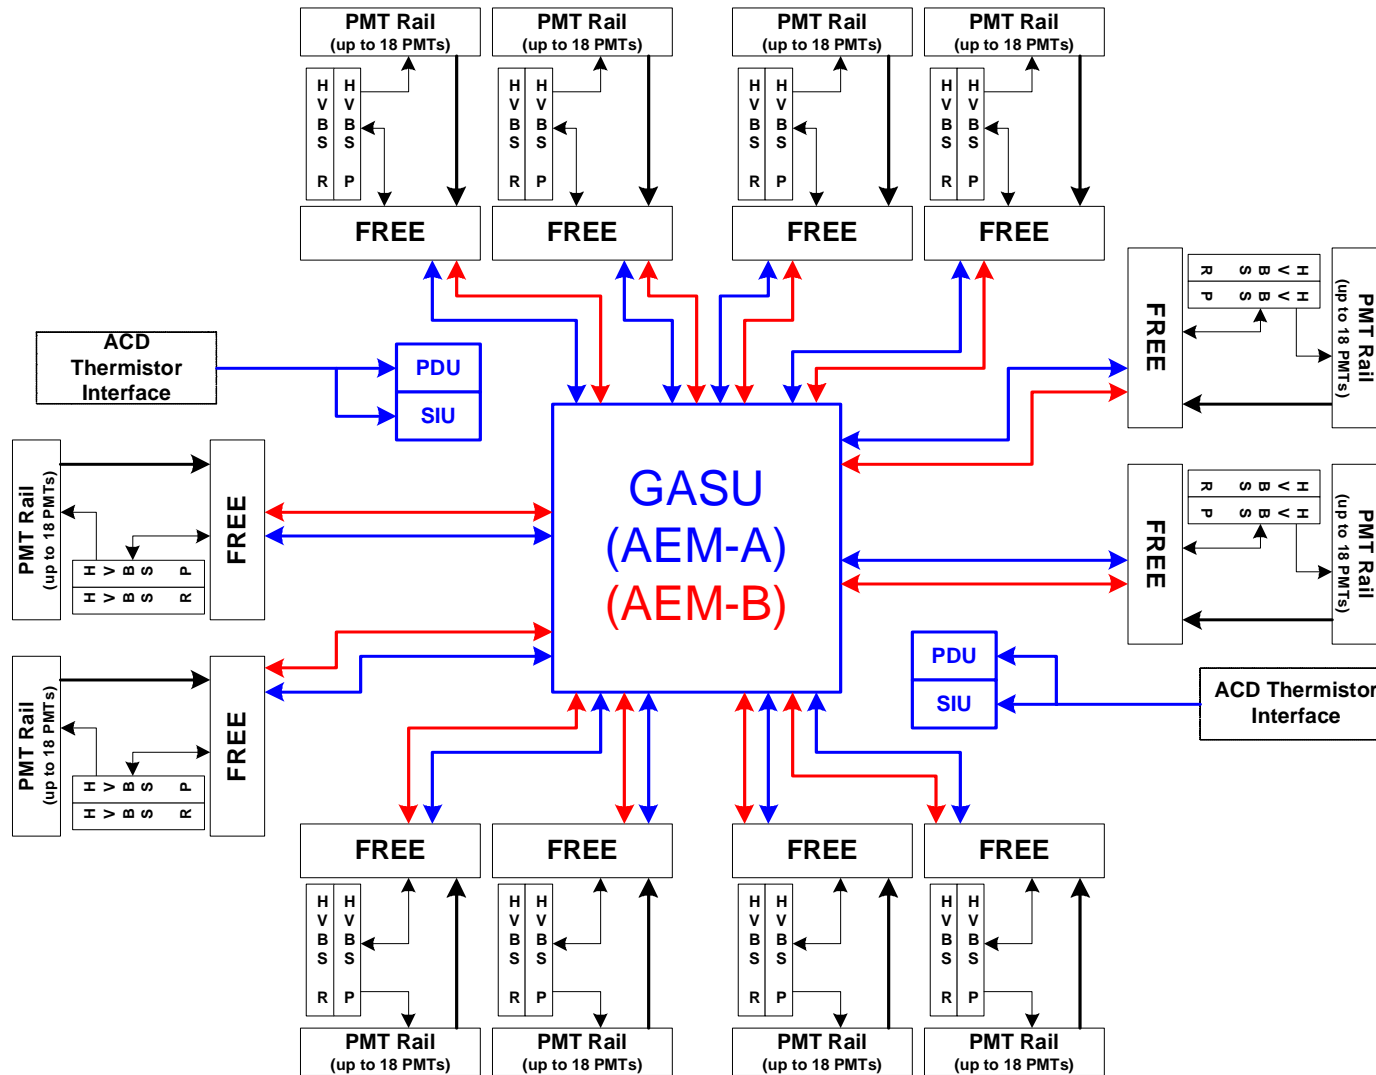 PMT Rail
(up to 18 PMTs)
PMT Rail
(up to 18 PMTs)
PMT Rail
(up to 18 PMTs)
PMT Rail
(up to 18 PMTs)
HVBS R
HVBS P
HVBS R
HVBS P
HVBS R
HVBS P
HVBS R
HVBS P
FREE
FREE
FREE
FREE
ACD
Thermistor
Interface
PDU
SIU
FREE
HVBS R
HVBS P
PMT Rail
(up to 18 PMTs)
PMT Rail
(up to 18 PMTs)
HVBS P
HVBS R
FREE
GASU
(AEM-A)
(AEM-B)
FREE
HVBS R
HVBS P
PMT Rail
(up to 18 PMTs)
PMT Rail
(up to 18 PMTs)
HVBS P
HVBS R
FREE
PDU
SIU
ACD Thermistor
Interface
FREE
FREE
FREE
FREE
HVBS R
HVBS P
HVBS R
HVBS P
HVBS R
HVBS P
HVBS R
HVBS P
PMT Rail
(up to 18 PMTs)
PMT Rail
(up to 18 PMTs)
PMT Rail
(up to 18 PMTs)
PMT Rail
(up to 18 PMTs)